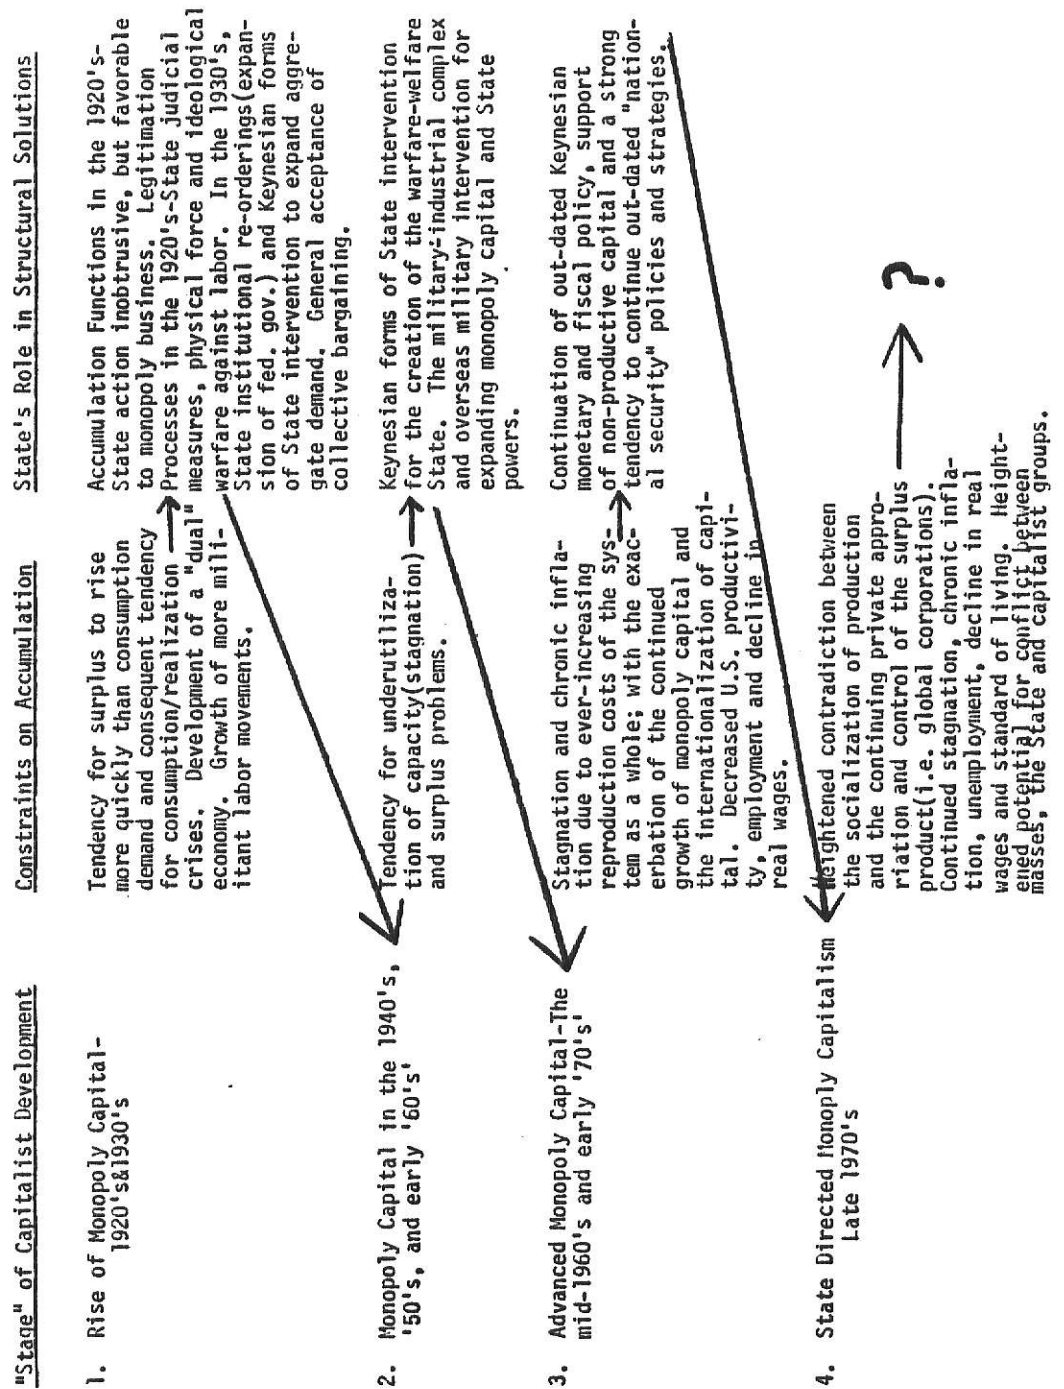 "Stage" of Capitalist Development
Constraints on Accumulation
State's Role in Structural Solutions
1. Rise of Monopoly Capital-
1920's&1930's
Tendency for surplus to rise
more quickly than consumption
demand and consequent tendency
for consumption/realization
crises. Development of a "dual"
economy. Growth of more mili-
itant labor movements.
Accumulation Functions in the 1920's-
State action inobtrusive, but favorable
to monopoly business. Legitimation
Processes in the 1920's-State judicial
measures, physical force and ideological
warfare against labor. In the 1930's,
State institutional re-orderings(expan-
sion of fed. gov.) and Keynesian forms
of State intervention to expand aggre-
gate demand. General acceptance of
collective bargaining.
2. Monopoly Capital in the 1940's,
'50's, and early '60's'
Tendency for underutiliza-
tion of capacity(stagnation)
and surplus problems.
Keynesian forms of State intervention
for the creation of the warfare-welfare
State. The military-industrial complex
and overseas military intervention for
expanding monopoly capital and State
powers.
3. Advanced Monopoly Capital-The
mid-1960's and early '70's'
Stagnation and chronic infla-
tion due to ever-increasing
reproduction costs of the sys-
tem as a whole; with the exac-
erbation of the continued
growth of monopoly capital and
the internationalization of capi-
tal. Decreased U.S. productivi-
ty, employment and decline in
real wages.
Continuation of out-dated Keynesian
monetary and fiscal policy, support
of non-productive capital and a strong
tendency to continue out-dated "nation-
al security" policies and strategies.
4. State Directed Monoply Capitalism
Late 1970's
Heightened contradiction between
the socialization of production
and the continuing private appro-
riation and control of the surplus
product(i.e. global corporations).
Continued stagnation, chronic infla-
tion, unemployment, decline in real
wages and standard of living. Height-
ened potential for conflict between
masses, the State and capitalist groups.
?